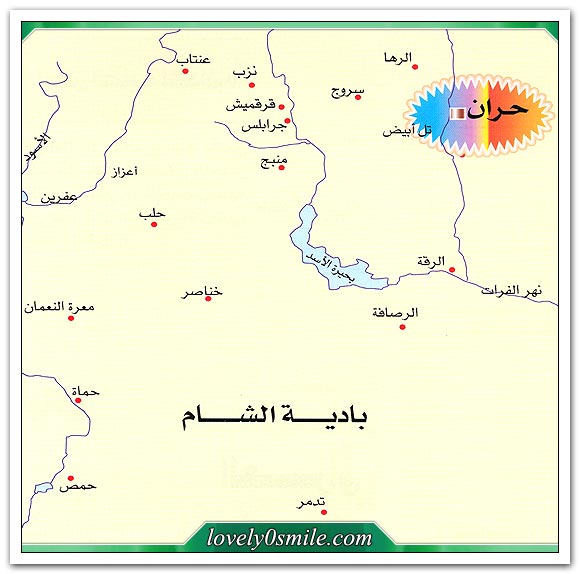 الرها
عنتاب
نزب
سروج
قرقميش
حران
جرابلس
تل أبيض
الأسود
منبج
أعزاز
عفرين
حلب
بحيرة الأسد
الرقة
نهر الفرات
خناصر
معرة النعمان
الرصافة
حماة
بادية الشام
حمص
تدمر
lovely0smile.com